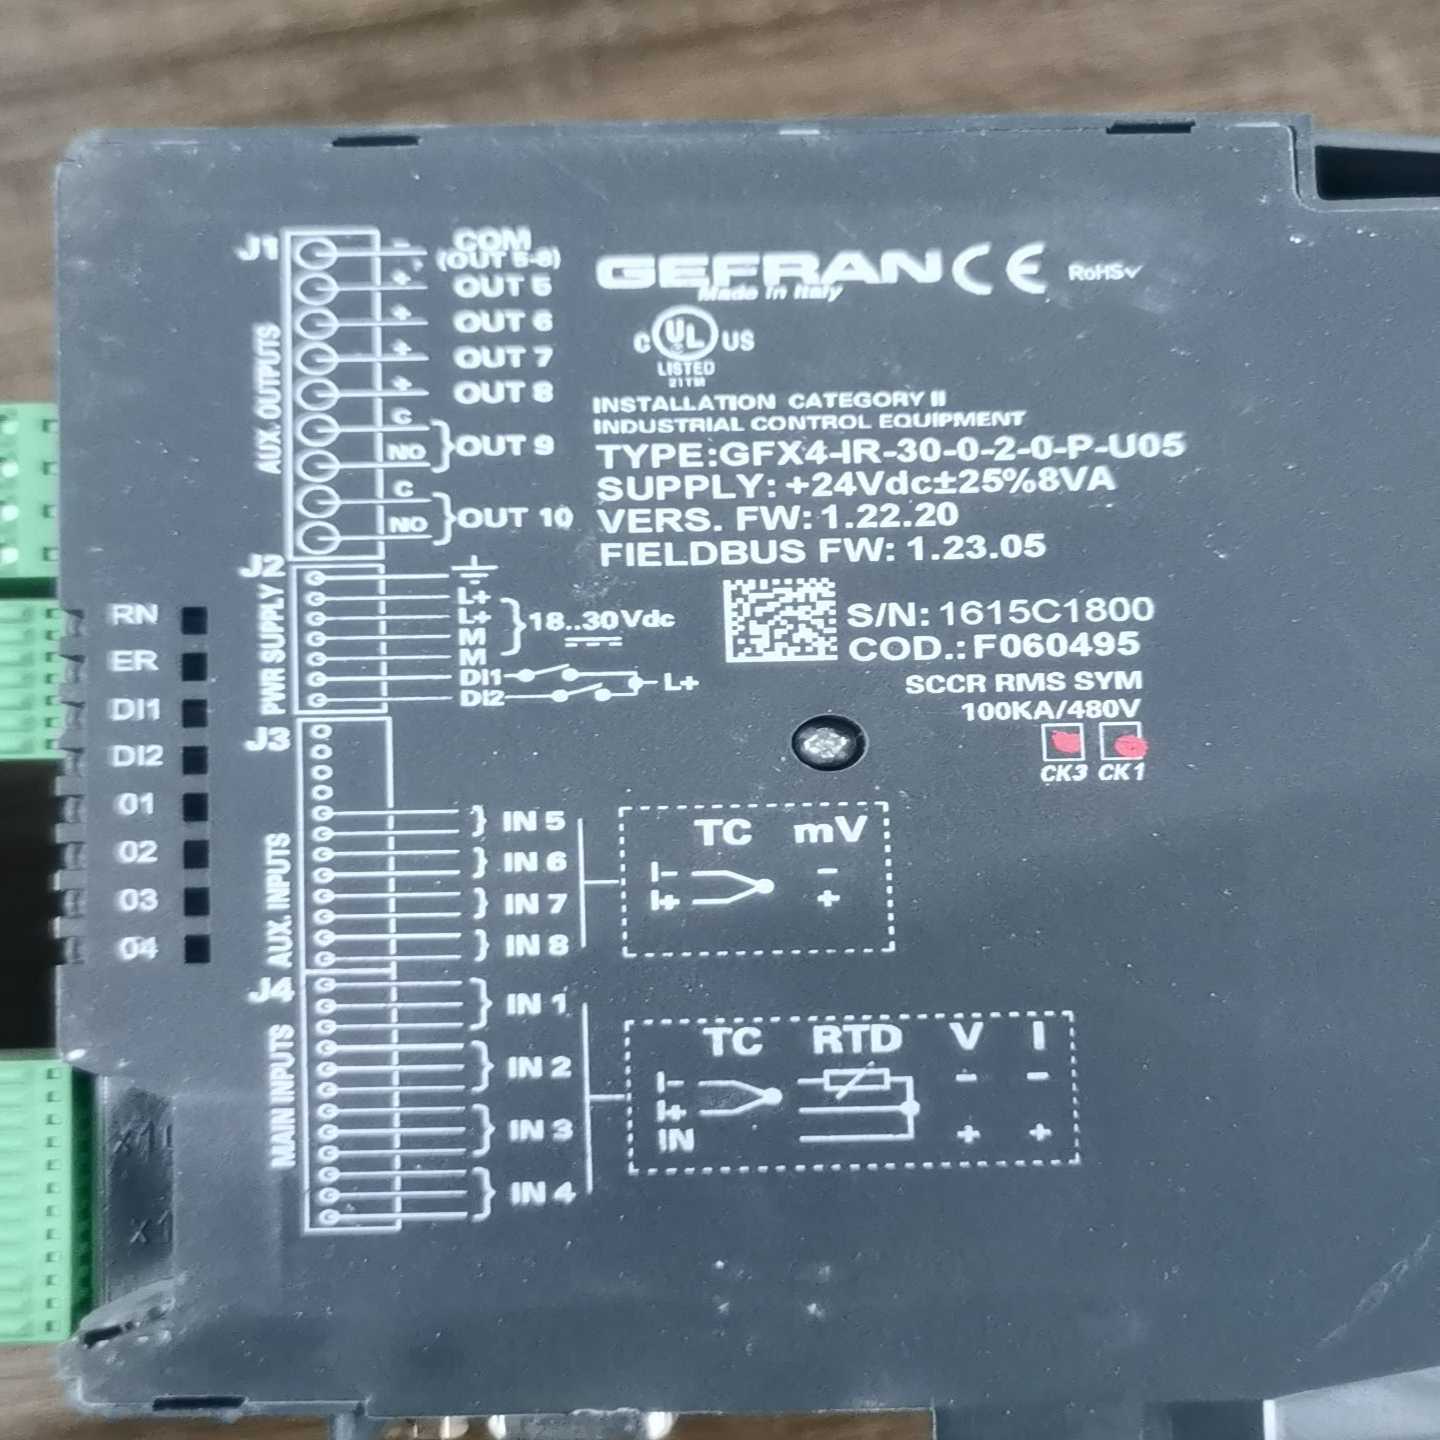 J1
AUX. OUTPUTS
- COM
(OUT 5-8)
+ OUT 5
+ OUT 6
+ OUT 7
+ OUT 8
C
NO
OUT 9
C
NO
OUT 10
J2
PWR SUPPLY
L+
L+
M
M
18..30Vdc
DI1
DI2
L+
J3
AUX. INPUTS
IN 5
IN 6
IN 7
IN 8
TC mV
I- -
I+ +
J4
MAIN INPUTS
IN 1
IN 2
IN 3
IN 4
TC RTD V I
I- - -
I+
IN + +
RN
ER
DI1
DI2
01
02
03
04
GEFRAN CE RoHS✓
Made in Italy
C UL US
LISTED
21YM
INSTALLATION CATEGORY II
INDUSTRIAL CONTROL EQUIPMENT
TYPE:GFX4-IR-30-0-2-0-P-U05
SUPPLY: +24Vdc±25%8VA
VERS. FW: 1.22.20
FIELDBUS FW: 1.23.05
S/N: 1615C1800
COD.: F060495
SCCR RMS SYM
100KA/480V
CK3 CK1